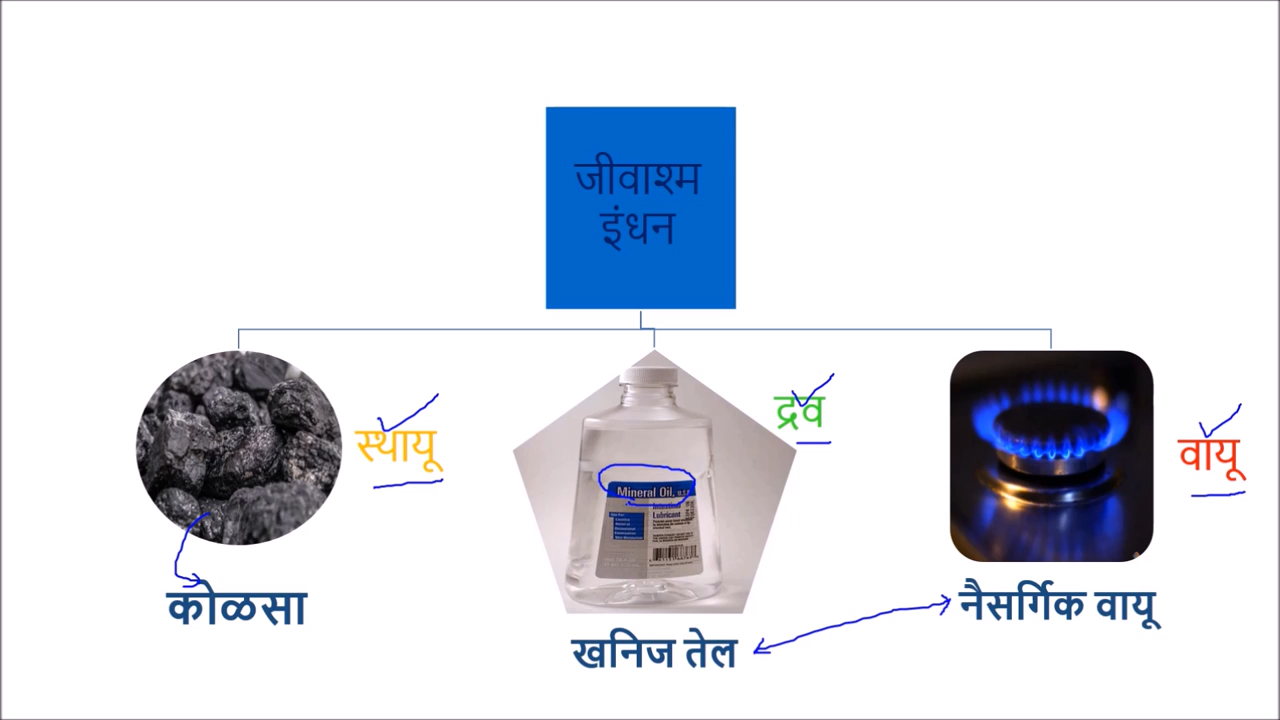 जीवाश्म
इंधन
स्थायू
द्रव
वायू
Mineral Oil, U.S.P
Lubricant
कोळसा
खनिज तेल
नैसर्गिक वायू